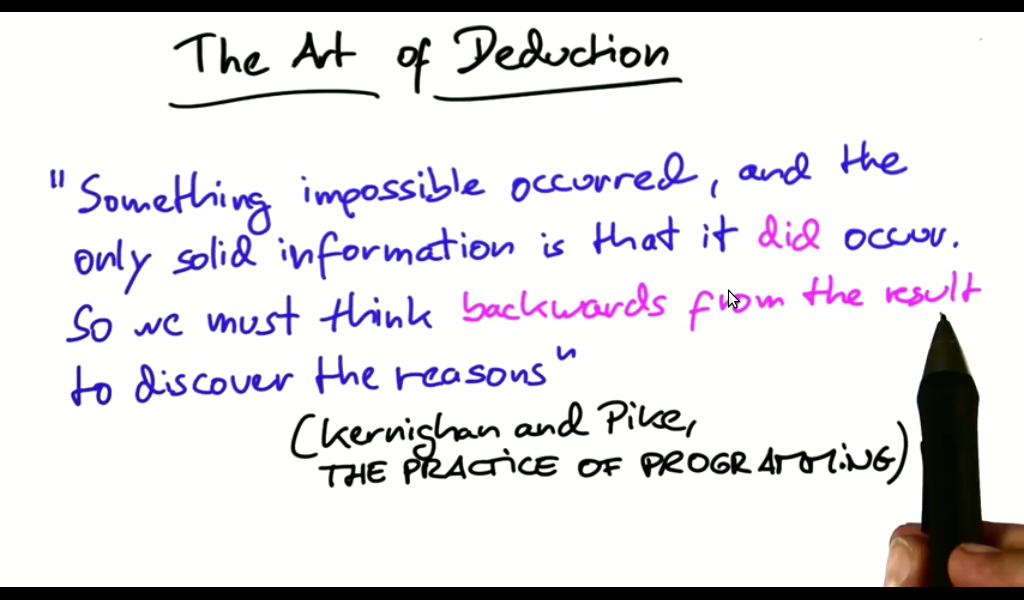 The Art of Deduction
"Something impossible occurred, and the
only solid information is that it did occur.
So we must think backwards from the result
to discover the reasons"
(Kernighan and Pike,
THE PRACTICE OF PROGRAMMING)